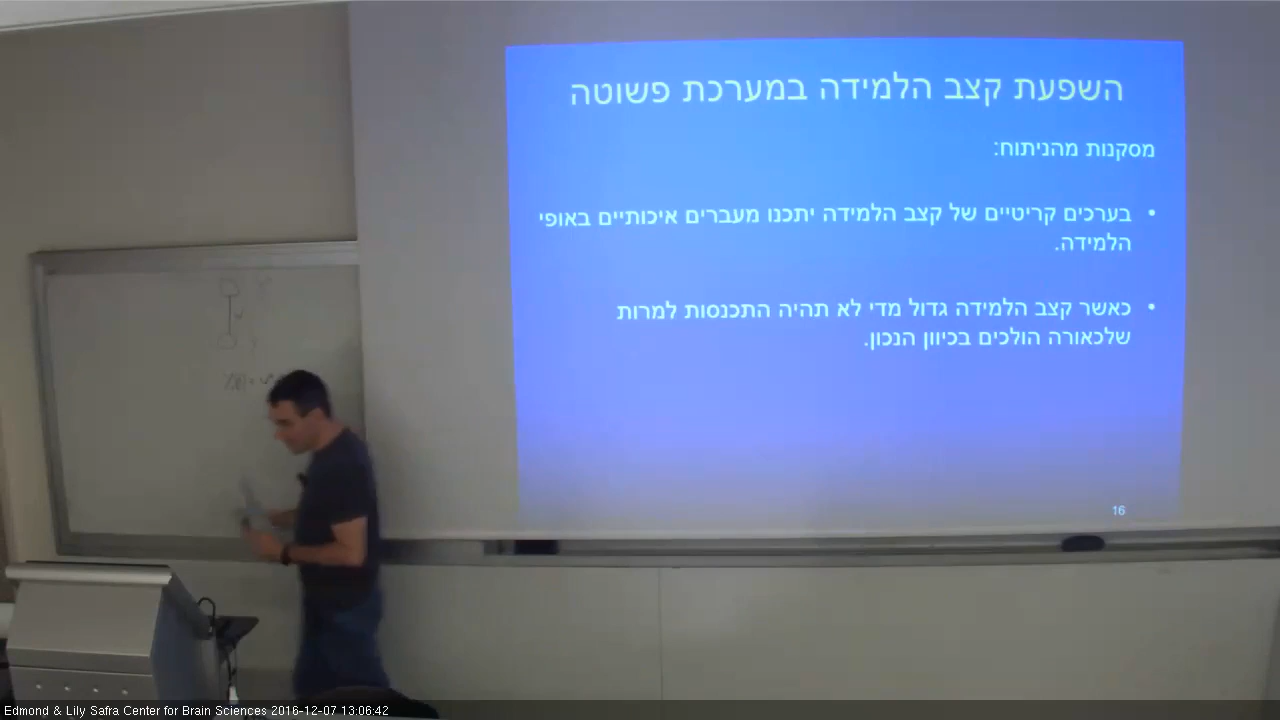 השפעת קצב הלמידה במערכת פשוטה
מסקנות מהניתוח:
• בערכים קריטיים של קצב הלמידה יתכנו מעברים איכותיים באופי
הלמידה.
• כאשר קצב הלמידה גדול מדי לא תהיה התכנסות למרות
שלכאורה הולכים בכיוון הנכון.
16
Edmond & Lily Safra Center for Brain Sciences 2016-12-07 13:06:42